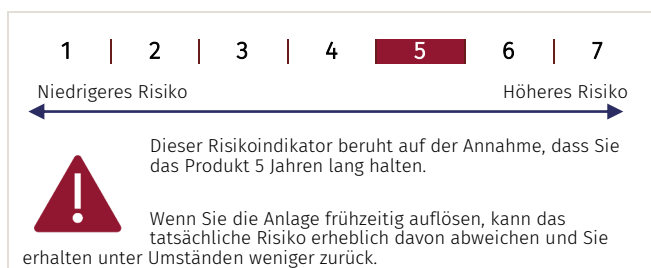 1 | 2 | 3 | 4 | 5 | 6 | 7
Niedrigeres Risiko Höheres Risiko
Dieser Risikoindikator beruht auf der Annahme, dass Sie
das Produkt 5 Jahren lang halten.
Wenn Sie die Anlage frühzeitig auflösen, kann das
tatsächliche Risiko erheblich davon abweichen und Sie
erhalten unter Umständen weniger zurück.